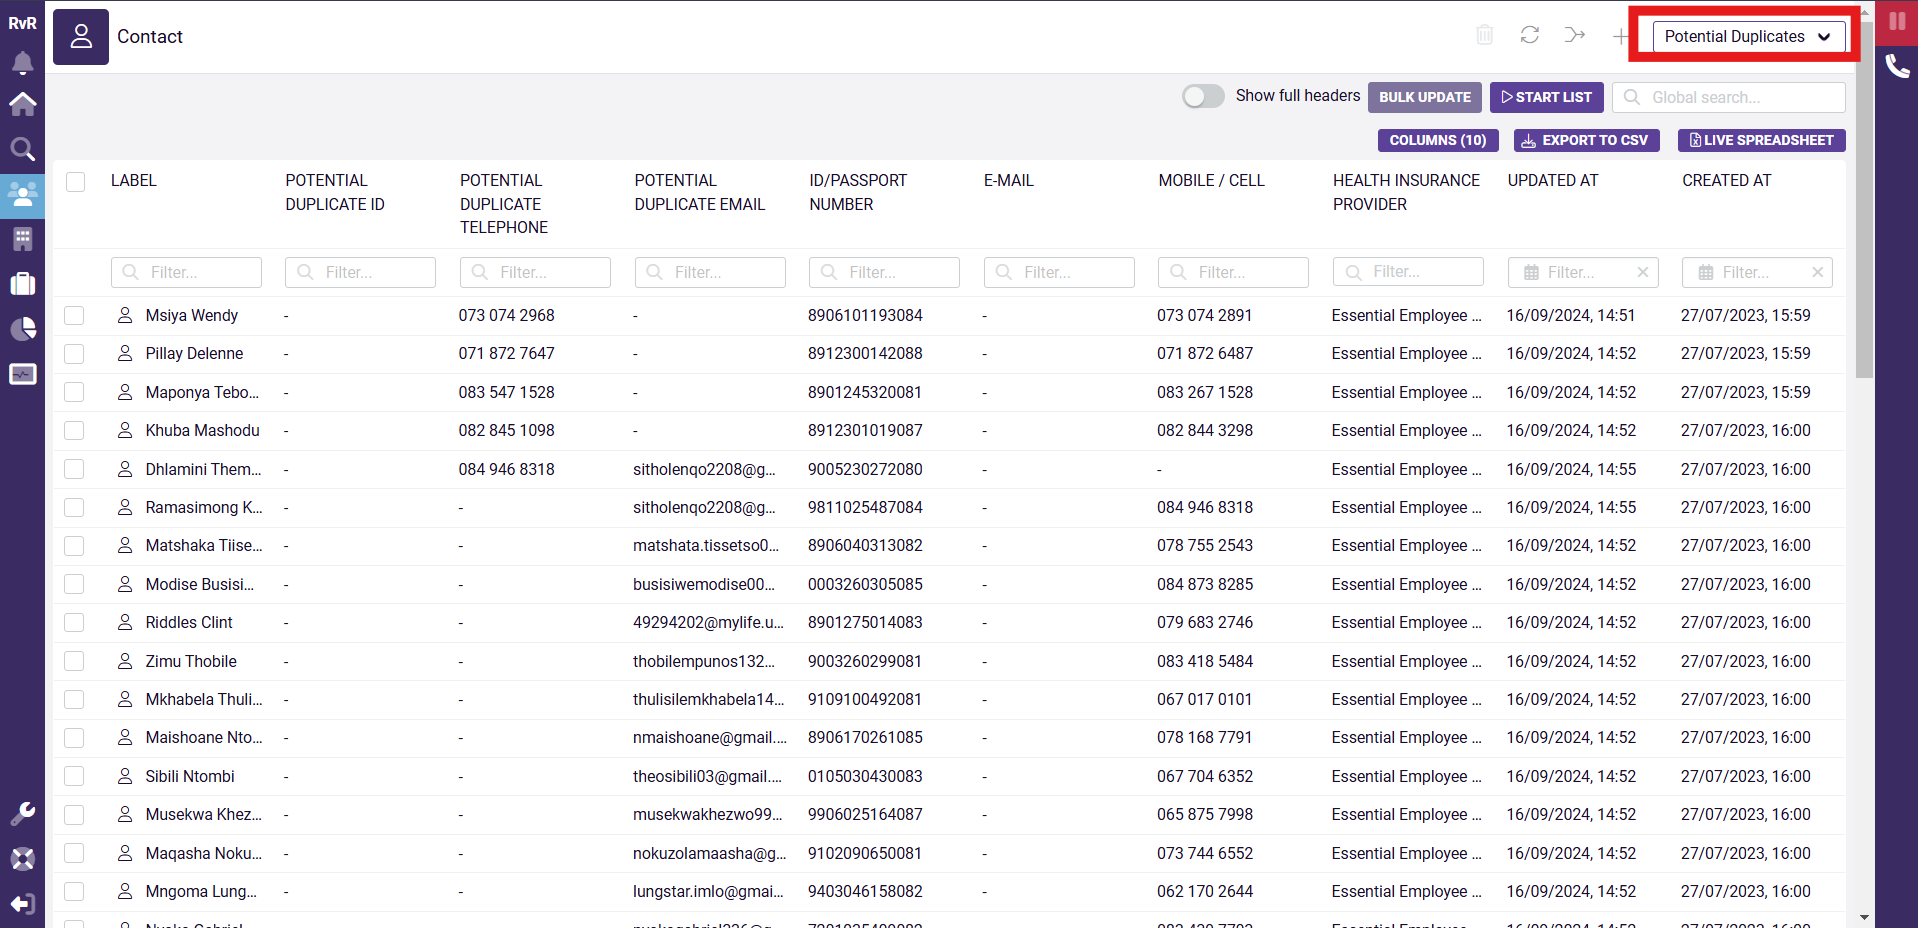 RvR
Contact
Potential Duplicates
Show full headers
BULK UPDATE
START LIST
Global search...
COLUMNS (10)
EXPORT TO CSV
LIVE SPREADSHEET
LABEL POTENTIAL DUPLICATE ID POTENTIAL DUPLICATE TELEPHONE POTENTIAL DUPLICATE EMAIL ID/PASSPORT NUMBER E-MAIL MOBILE / CELL HEALTH INSURANCE PROVIDER UPDATED AT CREATED AT
Filter... Filter... Filter... Filter... Filter... Filter... Filter... Filter... Filter... Filter...
Msiya Wendy - 073 074 2968 - 8906101193084 - 073 074 2891 Essential Employee ... 16/09/2024, 14:51 27/07/2023, 15:59
Pillay Delenne - 071 872 7647 - 8912300142088 - 071 872 6487 Essential Employee ... 16/09/2024, 14:52 27/07/2023, 15:59
Maponya Tebo... - 083 547 1528 - 8901245320081 - 083 267 1528 Essential Employee ... 16/09/2024, 14:52 27/07/2023, 15:59
Khuba Mashodu - 082 845 1098 - 8912301019087 - 082 844 3298 Essential Employee ... 16/09/2024, 14:52 27/07/2023, 16:00
Dhlamini Them... - 084 946 8318 sitholenqo2208@g... 9005230272080 - - Essential Employee ... 16/09/2024, 14:55 27/07/2023, 16:00
Ramasimong K... - - sitholenqo2208@g... 9811025487084 - 084 946 8318 Essential Employee ... 16/09/2024, 14:55 27/07/2023, 16:00
Matshaka Tiise... - - matshata.tissetso0... 8906040313082 - 078 755 2543 Essential Employee ... 16/09/2024, 14:52 27/07/2023, 16:00
Modise Busisi... - - busisiwemodise00... 0003260305085 - 084 873 8285 Essential Employee ... 16/09/2024, 14:52 27/07/2023, 16:00
Riddles Clint - - 49294202@mylife.u... 8901275014083 - 079 683 2746 Essential Employee ... 16/09/2024, 14:52 27/07/2023, 16:00
Zimu Thobile - - thobilempunos132... 9003260299081 - 083 418 5484 Essential Employee ... 16/09/2024, 14:52 27/07/2023, 16:00
Mkhabela Thuli... - - thulisilemkhabela14... 9109100492081 - 067 017 0101 Essential Employee ... 16/09/2024, 14:52 27/07/2023, 16:00
Maishoane Nto... - - nmaishoane@gmail.... 8906170261085 - 078 168 7791 Essential Employee ... 16/09/2024, 14:52 27/07/2023, 16:00
Sibili Ntombi - - theosibili03@gmail.... 0105030430083 - 067 704 6352 Essential Employee ... 16/09/2024, 14:52 27/07/2023, 16:00
Musekwa Khez... - - musekwakhezwo99... 9906025164087 - 065 875 7998 Essential Employee ... 16/09/2024, 14:52 27/07/2023, 16:00
Maqasha Noku... - - nokuzolamaasha@g... 9102090650081 - 073 744 6552 Essential Employee ... 16/09/2024, 14:52 27/07/2023, 16:00
Mngoma Lung... - - lungstar.imlo@gmai... 9403046158082 - 062 170 2644 Essential Employee ... 16/09/2024, 14:52 27/07/2023, 16:00